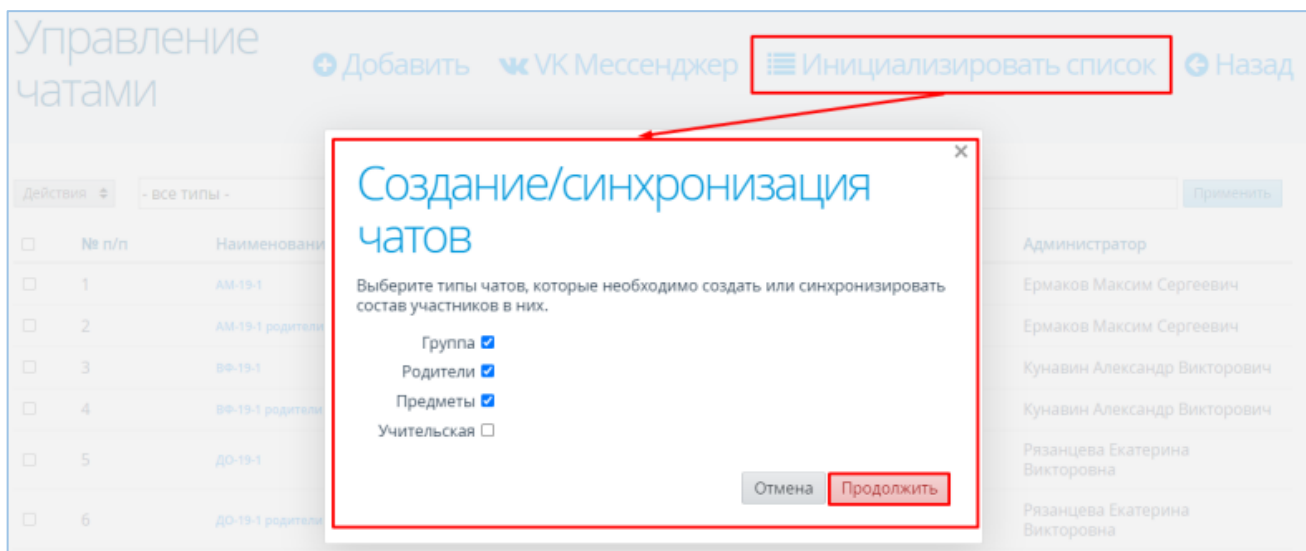 Управление чатами
Добавить
VK Мессенджер
Инициализировать список
Назад
Действия
- все типы -
Применить
№ п/п
Наименовани
Администратор
1
АМ-19-1
Ермаков Максим Сергеевич
2
АМ-19-1 родители
Ермаков Максим Сергеевич
3
ВФ-19-1
Кунавин Александр Викторович
4
ВФ-19-1 родители
Кунавин Александр Викторович
5
ДО-19-1
Рязанцева Екатерина
Викторовна
6
ДО-19-1 родители
Рязанцева Екатерина
Викторовна
Создание/синхронизация
чатов
Выберите типы чатов, которые необходимо создать или синхронизировать
состав участников в них.
Группа
Родители
Предметы
Учительская
Отмена
Продолжить